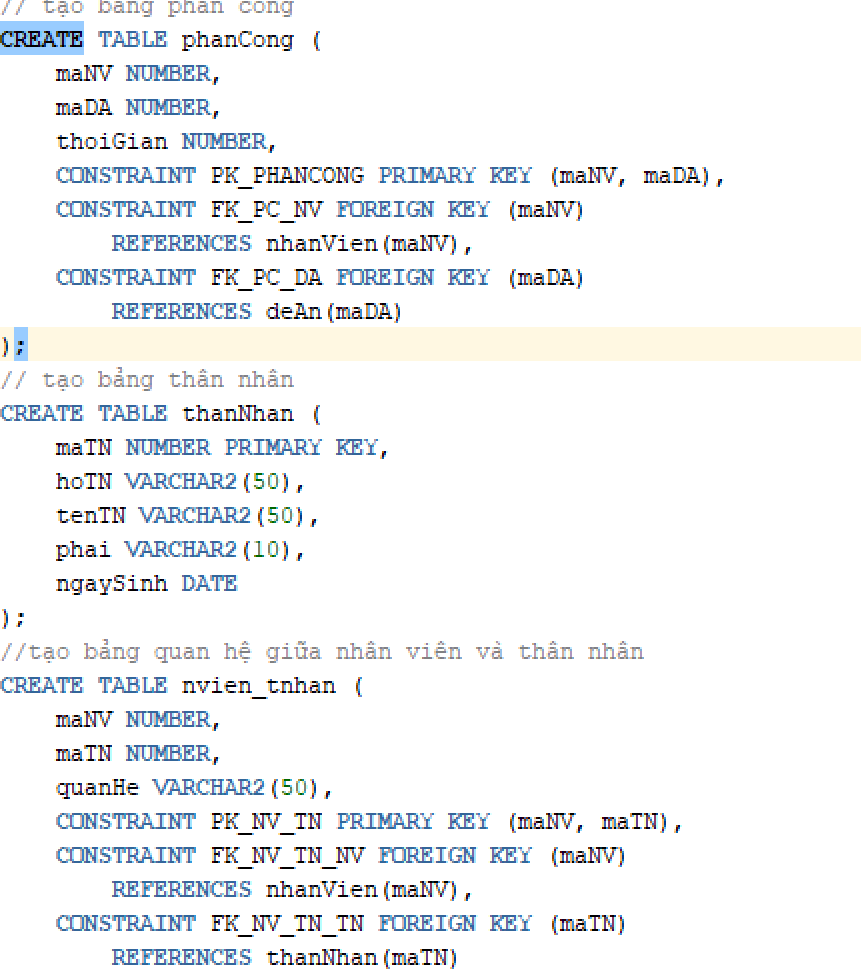 // tạo bảng phân công
CREATE TABLE phanCong (
    maNV NUMBER,
    maDA NUMBER,
    thoiGian NUMBER,
    CONSTRAINT PK_PHANCONG PRIMARY KEY (maNV, maDA),
    CONSTRAINT FK_PC_NV FOREIGN KEY (maNV)
        REFERENCES nhanVien(maNV),
    CONSTRAINT FK_PC_DA FOREIGN KEY (maDA)
        REFERENCES deAn(maDA)
);
// tạo bảng thân nhân
CREATE TABLE thanNhan (
    maTN NUMBER PRIMARY KEY,
    hoTN VARCHAR2(50),
    tenTN VARCHAR2(50),
    phai VARCHAR2(10),
    ngaySinh DATE
);
//tạo bảng quan hệ giữa nhân viên và thân nhân
CREATE TABLE nvien_tnhan (
    maNV NUMBER,
    maTN NUMBER,
    quanHe VARCHAR2(50),
    CONSTRAINT PK_NV_TN PRIMARY KEY (maNV, maTN),
    CONSTRAINT FK_NV_TN_NV FOREIGN KEY (maNV)
        REFERENCES nhanVien(maNV),
    CONSTRAINT FK_NV_TN_TN FOREIGN KEY (maTN)
        REFERENCES thanNhan(maTN)